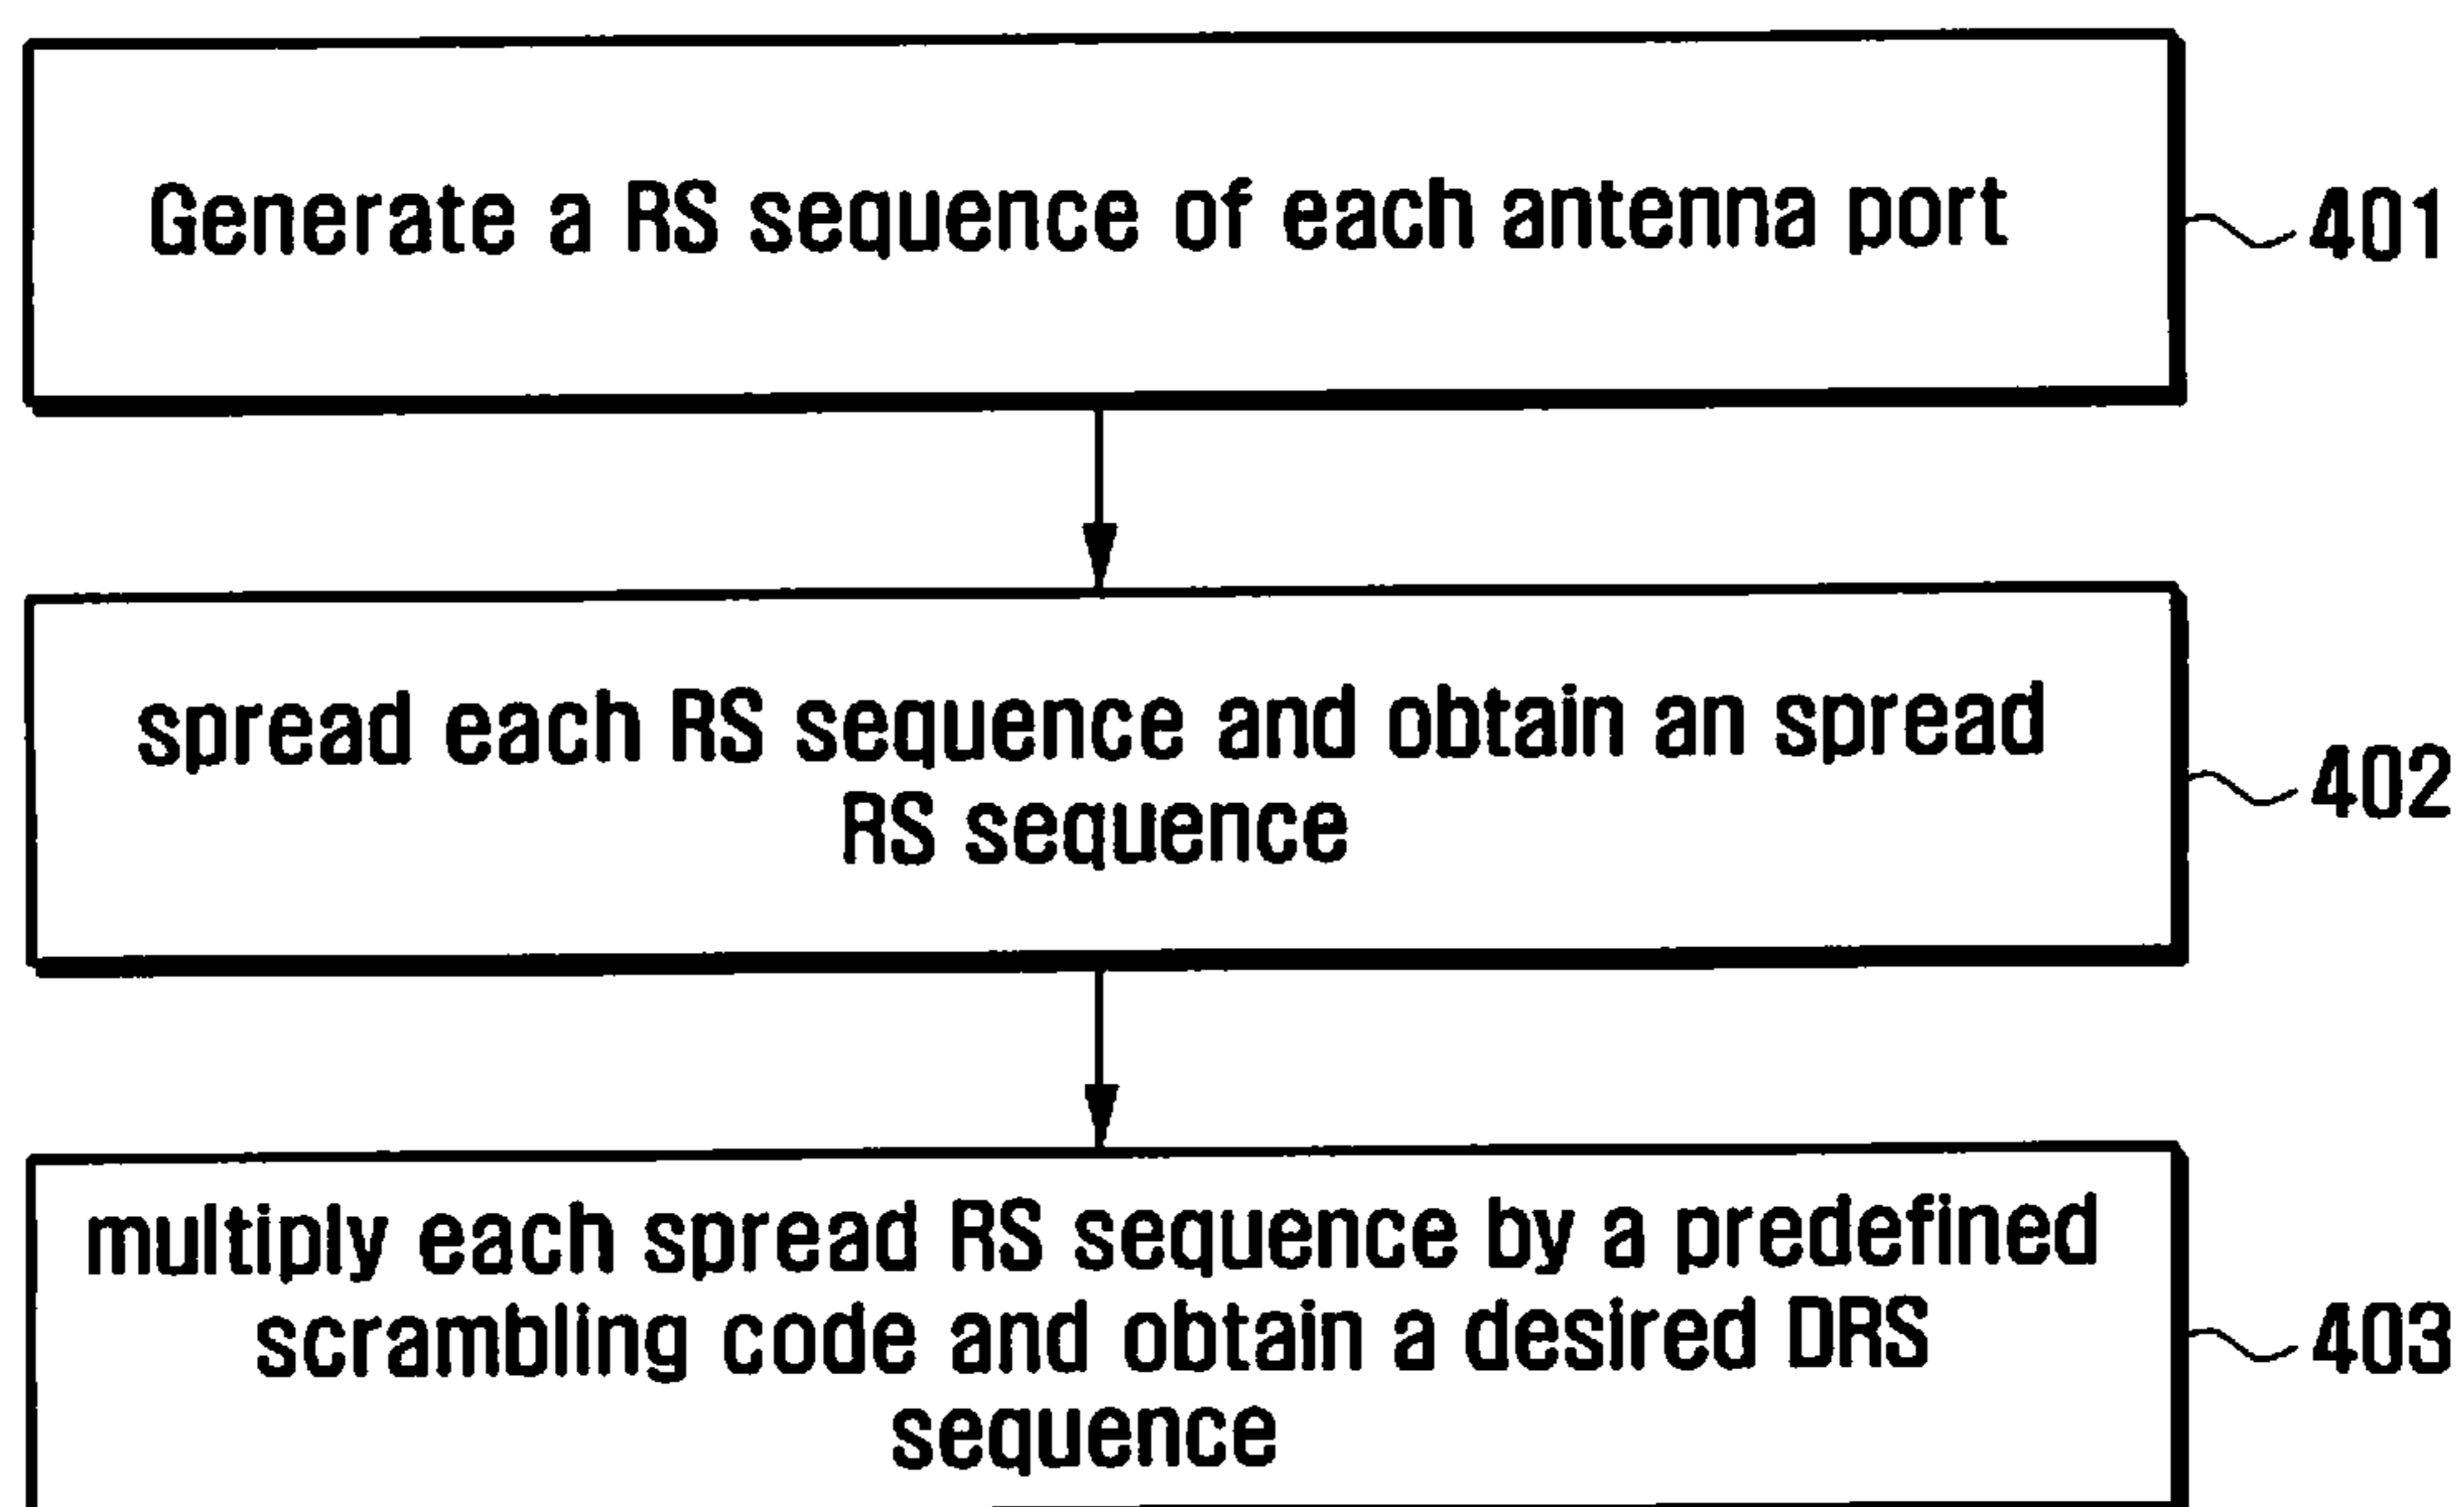 Generate a RS sequence of each antenna port
401
spread each RS sequence and obtain an spread
RS sequence
402
multiply each spread RS sequence by a predefined
scrambling code and obtain a desired DRS
sequence
403